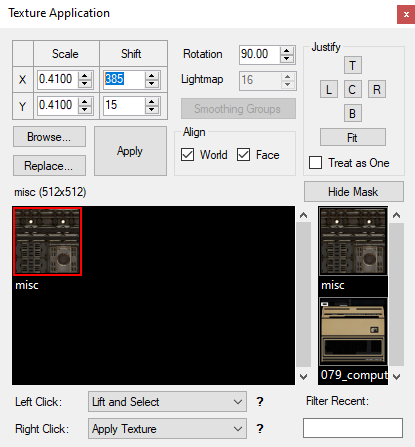 Texture Application
x
Scale Shift
X 0.4100 385
Y 0.4100 15
Rotation 90.00
Lightmap 16
Smoothing Groups
Justify
T
L C R
B
Fit
Treat as One
Browse...
Replace...
Apply
Align
World Face
misc (512x512)
Hide Mask
misc
misc
079_comput
Left Click: Lift and Select ?
Filter Recent:
Right Click: Apply Texture ?